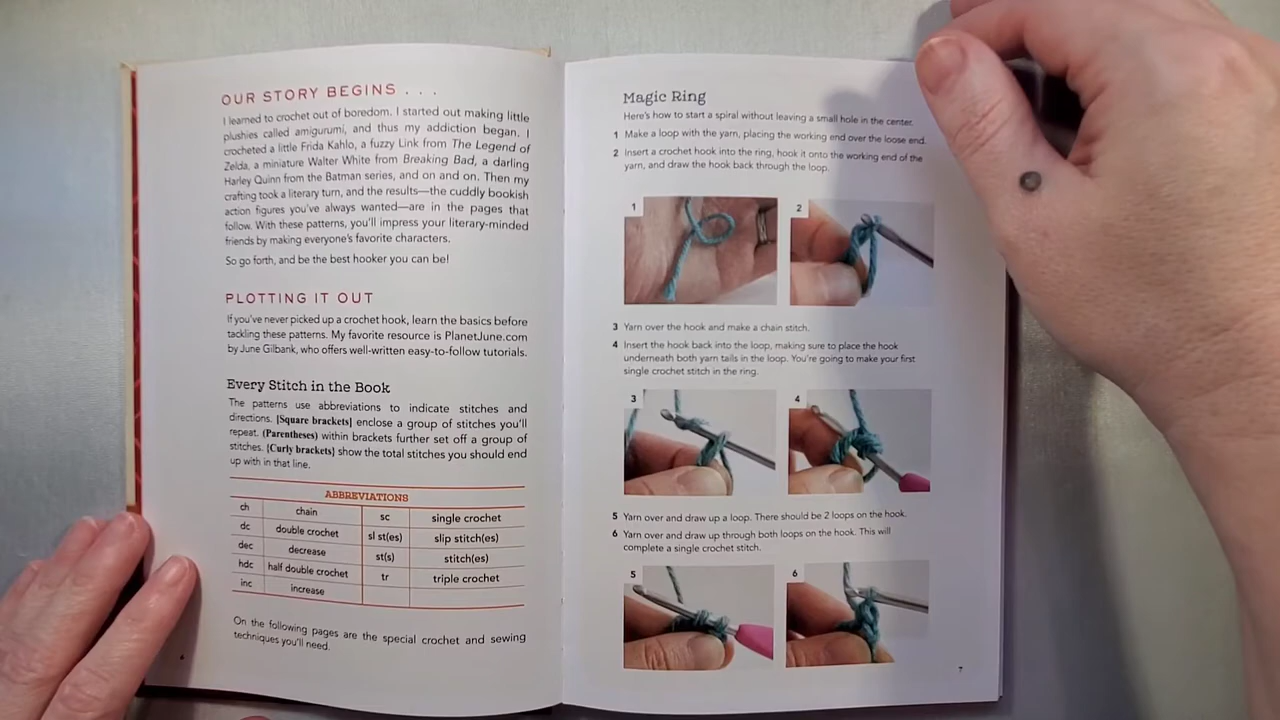 OUR STORY BEGINS . . .
I learned to crochet out of boredom. I started out making little
plushies called amigurumi, and thus my addiction began. I
crocheted a little Frida Kahlo, a fuzzy Link from The Legend of
Zelda, a miniature Walter White from Breaking Bad, a darling
Harley Quinn from the Batman series, and on and on. Then my
crafting took a literary turn, and the results—the cuddly bookish
action figures you've always wanted—are in the pages that
follow. With these patterns, you'll impress your literary-minded
friends by making everyone's favorite characters.
So go forth, and be the best hooker you can be!
PLOTTING IT OUT
If you've never picked up a crochet hook, learn the basics before
tackling these patterns. My favorite resource is PlanetJune.com
by June Gilbank, who offers well-written easy-to-follow tutorials.
Every Stitch in the Book
The patterns use abbreviations to indicate stitches and
directions. [Square brackets] enclose a group of stitches you'll
repeat. (Parentheses) within brackets further set off a group of
stitches. {Curly brackets} show the total stitches you should end
up with in that line.
ABBREVIATIONS
ch chain sc single crochet
dc double crochet sl st(es) slip stitch(es)
dec decrease st(s) stitch(es)
hdc half double crochet tr triple crochet
inc increase
On the following pages are the special crochet and sewing
techniques you'll need.
Magic Ring
Here's how to start a spiral without leaving a small hole in the center.
1 Make a loop with the yarn, placing the working end over the loose end.
2 Insert a crochet hook into the ring, hook it onto the working end of the
yarn, and draw the hook back through the loop.
1 2
3 Yarn over the hook and make a chain stitch.
4 Insert the hook back into the loop, making sure to place the hook
underneath both yarn tails in the loop. You're going to make your first
single crochet stitch in the ring.
3 4
5 Yarn over and draw up a loop. There should be 2 loops on the hook.
6 Yarn over and draw up through both loops on the hook. This will
complete a single crochet stitch.
5 6
7